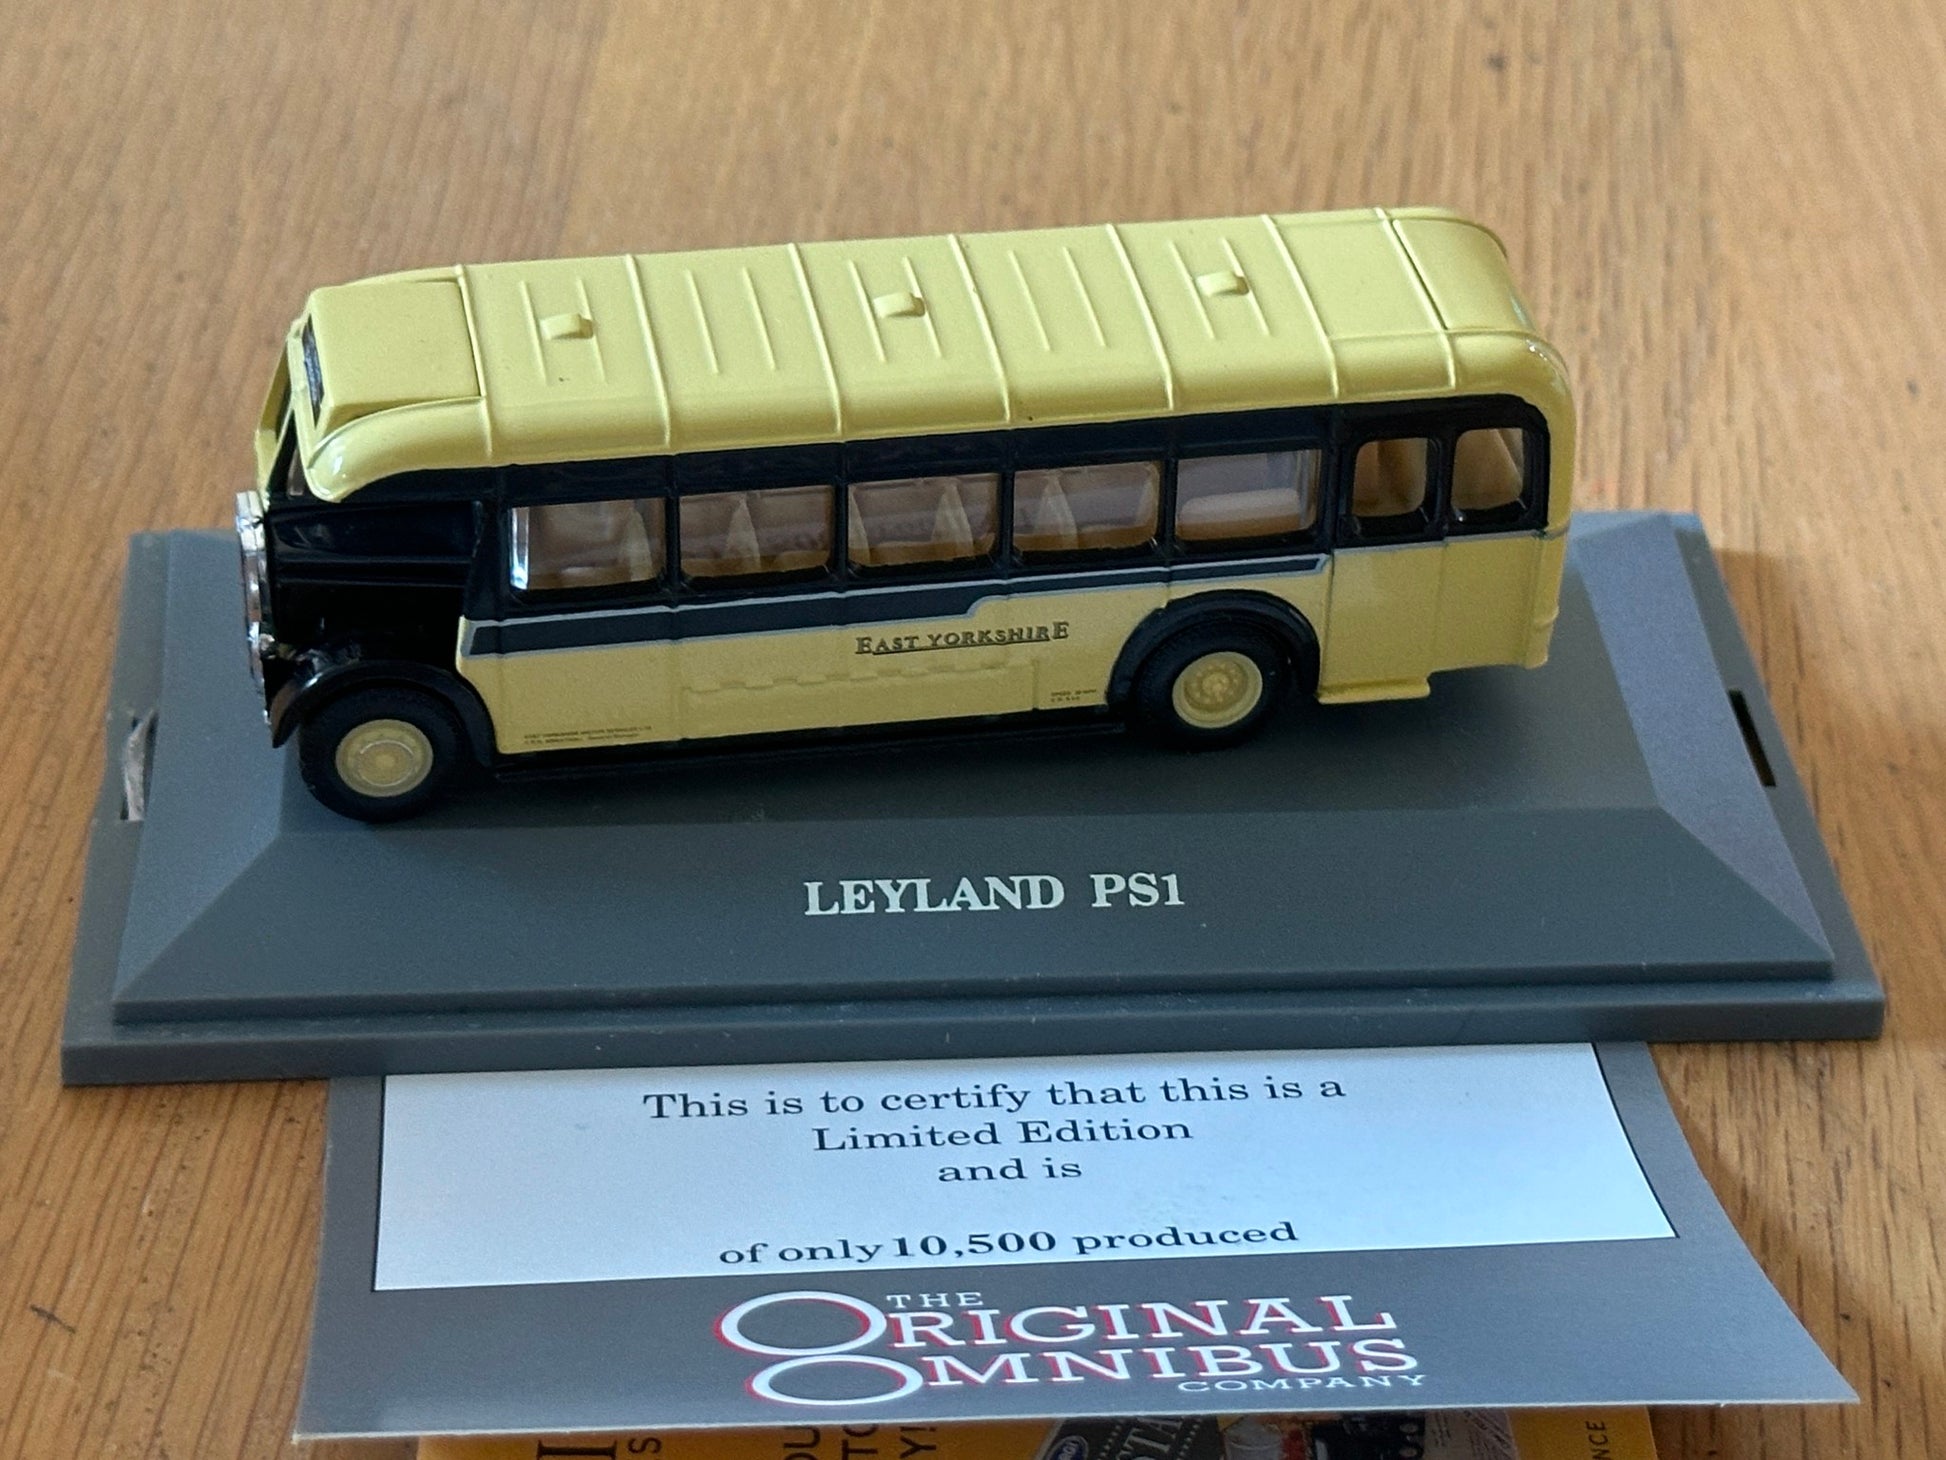 EAST YORKSHIRE
LEYLAND PS1
This is to certify that this is a
Limited Edition
and is
of only 10,500 produced
THE
ORIGINAL
OMNIBUS
COMPANY